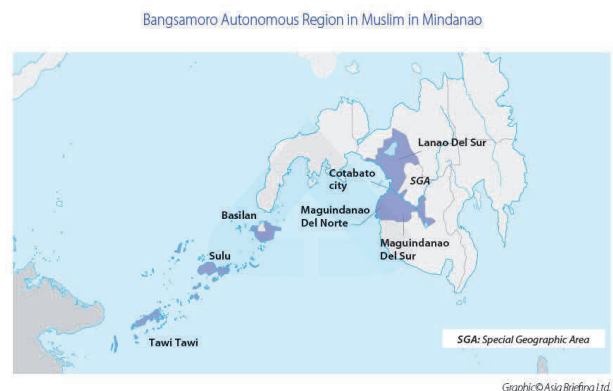 Bangsamoro Autonomous Region in Muslim in Mindanao
Lanao Del Sur
Cotabato
city
SGA
Maguindanao
Del Norte
Basilan
Maguindanao
Del Sur
Sulu
Tawi Tawi
SGA: Special Geographic Area
Graphic© Asia Briefing Ltd.